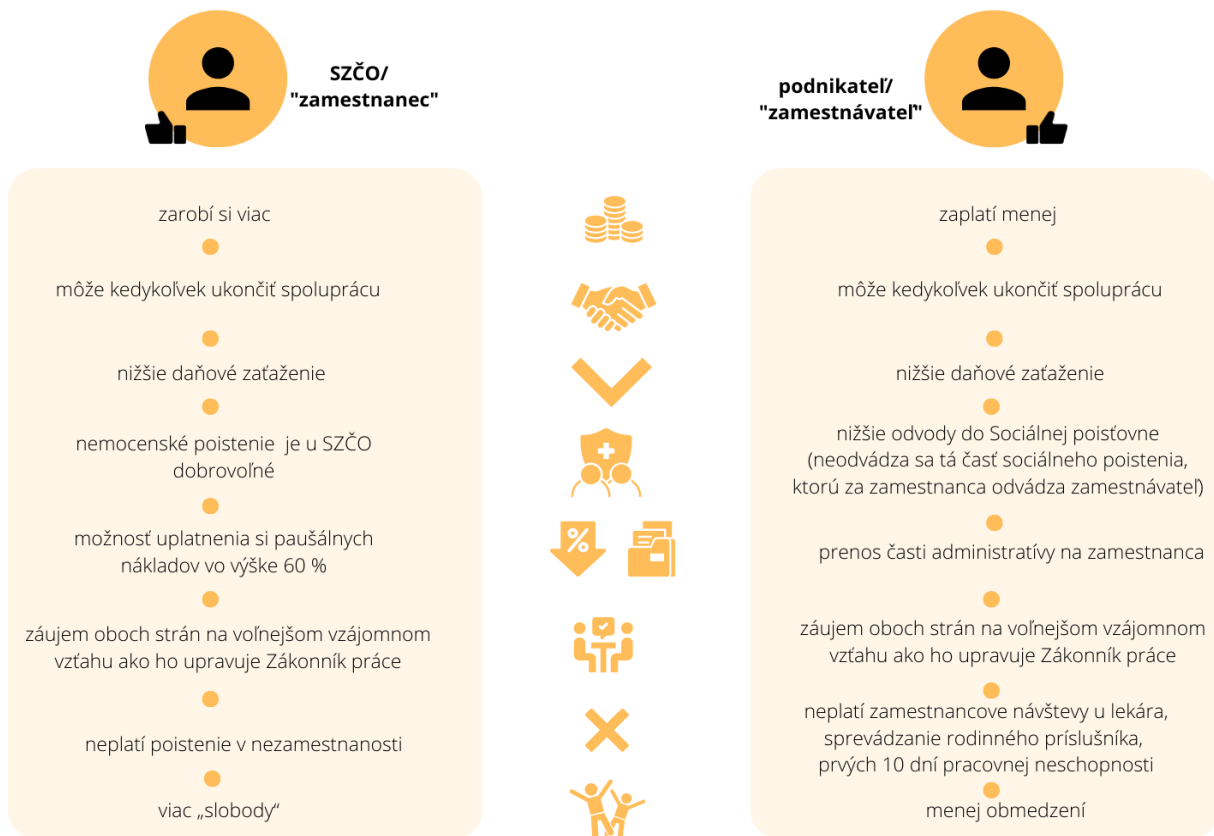 SZČO/
"zamestnanec"
zarobí si viac
môže kedykoľvek ukončiť spoluprácu
nižšie daňové zaťaženie
nemocenské poistenie je u SZČO
dobrovoľné
možnosť uplatnenia si paušálnych
nákladov vo výške 60 %
záujem oboch strán na voľnejšom vzájomnom
vzťahu ako ho upravuje Zákonník práce
neplatí poistenie v nezamestnanosti
viac „slobody“
%
podnikateľ/
"zamestnávateľ"
zaplatí menej
môže kedykoľvek ukončiť spoluprácu
nižšie daňové zaťaženie
nižšie odvody do Sociálnej poisťovne
(neodvádza sa tá časť sociálneho poistenia,
ktorú za zamestnanca odvádza zamestnávateľ)
prenos časti administratívy na zamestnanca
záujem oboch strán na voľnejšom vzájomnom
vzťahu ako ho upravuje Zákonník práce
neplatí zamestnancove návštevy u lekára,
sprevádzanie rodinného príslušníka,
prvých 10 dní pracovnej neschopnosti
menej obmedzení